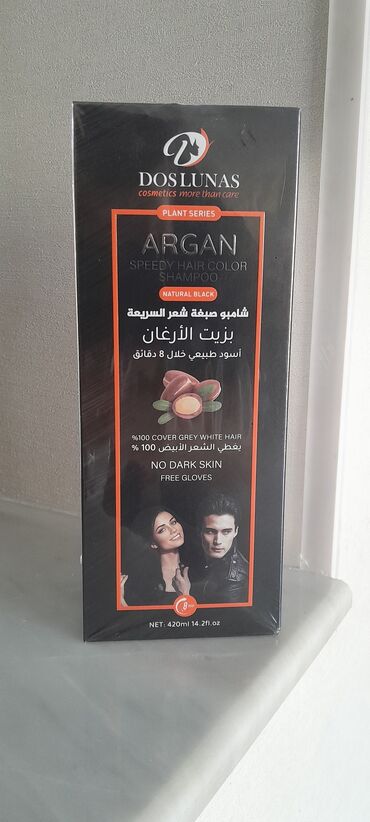 DOSLUNAS
cosmetics more than care
PLANT SERIES
ARGAN
SPEEDY HAIR COLOR
SHAMPOO
NATURAL BLACK
شامبو صبغة شعر السريعة
بزيت الأرغان
أسود طبيعي خلال 8 دقائق
%100 COVER GREY WHITE HAIR
يغطي الشعر الأبيض 100 %
NO DARK SKIN
FREE GLOVES
8
NET: 420ml 14.2fl.oz